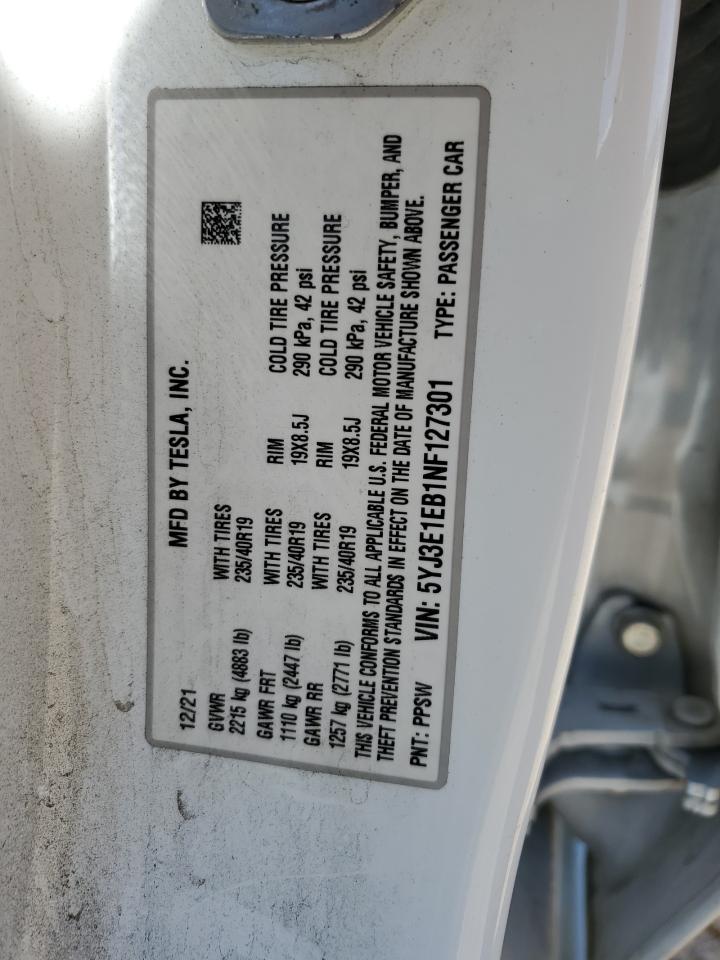 MFD BY TESLA, INC.
12/21
GVWR WITH TIRES
2215 kg (4883 lb) 235/40R19
GAWR FRT WITH TIRES RIM COLD TIRE PRESSURE
1110 kg (2447 lb) 235/40R19 19X8.5J 290 kPa, 42 psi
GAWR RR WITH TIRES RIM COLD TIRE PRESSURE
1257 kg (2771 lb) 235/40R19 19X8.5J 290 kPa, 42 psi
THIS VEHICLE CONFORMS TO ALL APPLICABLE U.S. FEDERAL MOTOR VEHICLE SAFETY, BUMPER, AND
THEFT PREVENTION STANDARDS IN EFFECT ON THE DATE OF MANUFACTURE SHOWN ABOVE.
PNT: PPSW VIN: 5YJ3E1EB1NF127301 TYPE: PASSENGER CAR